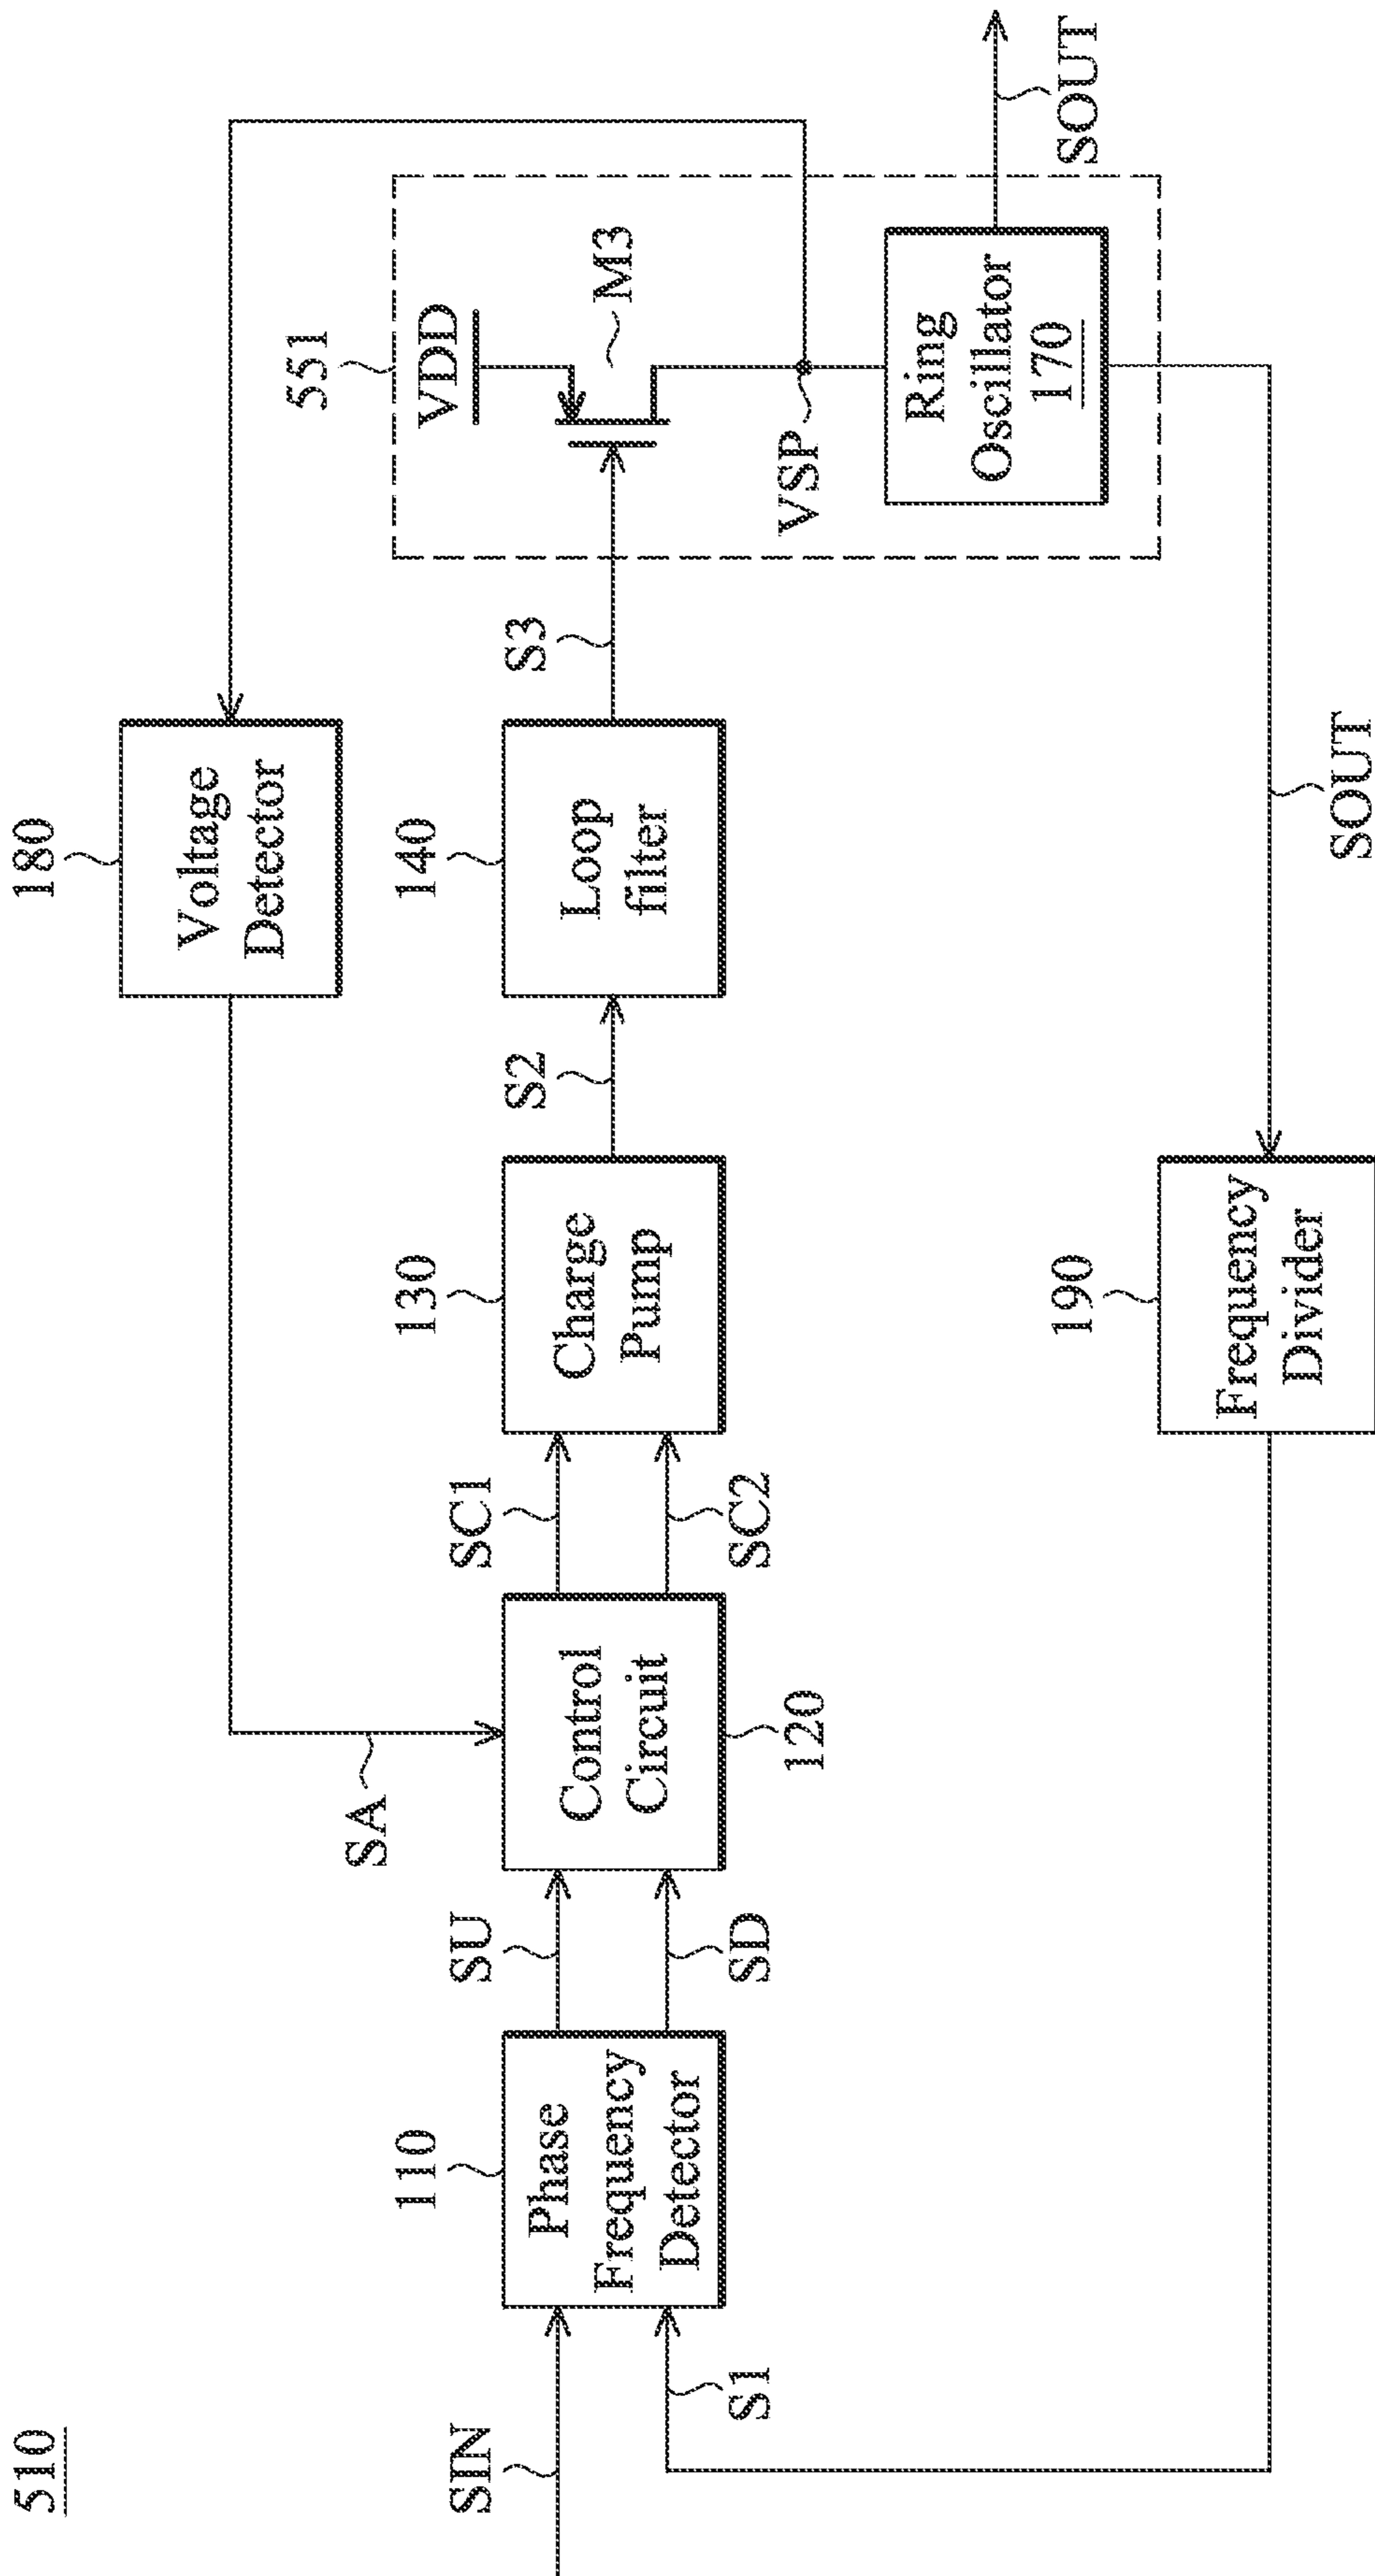 510
180
Voltage
Detector
551
VDD
M3
SA
110
130
140
SIN
SU
SC1
S2
S3
Phase
Frequency
Detector
Control
Circuit
Charge
Pump
Loop
filter
S1
SD
SC2
120
VSP
Ring
Oscillator
170
SOUT
190
Frequency
Divider
SOUT